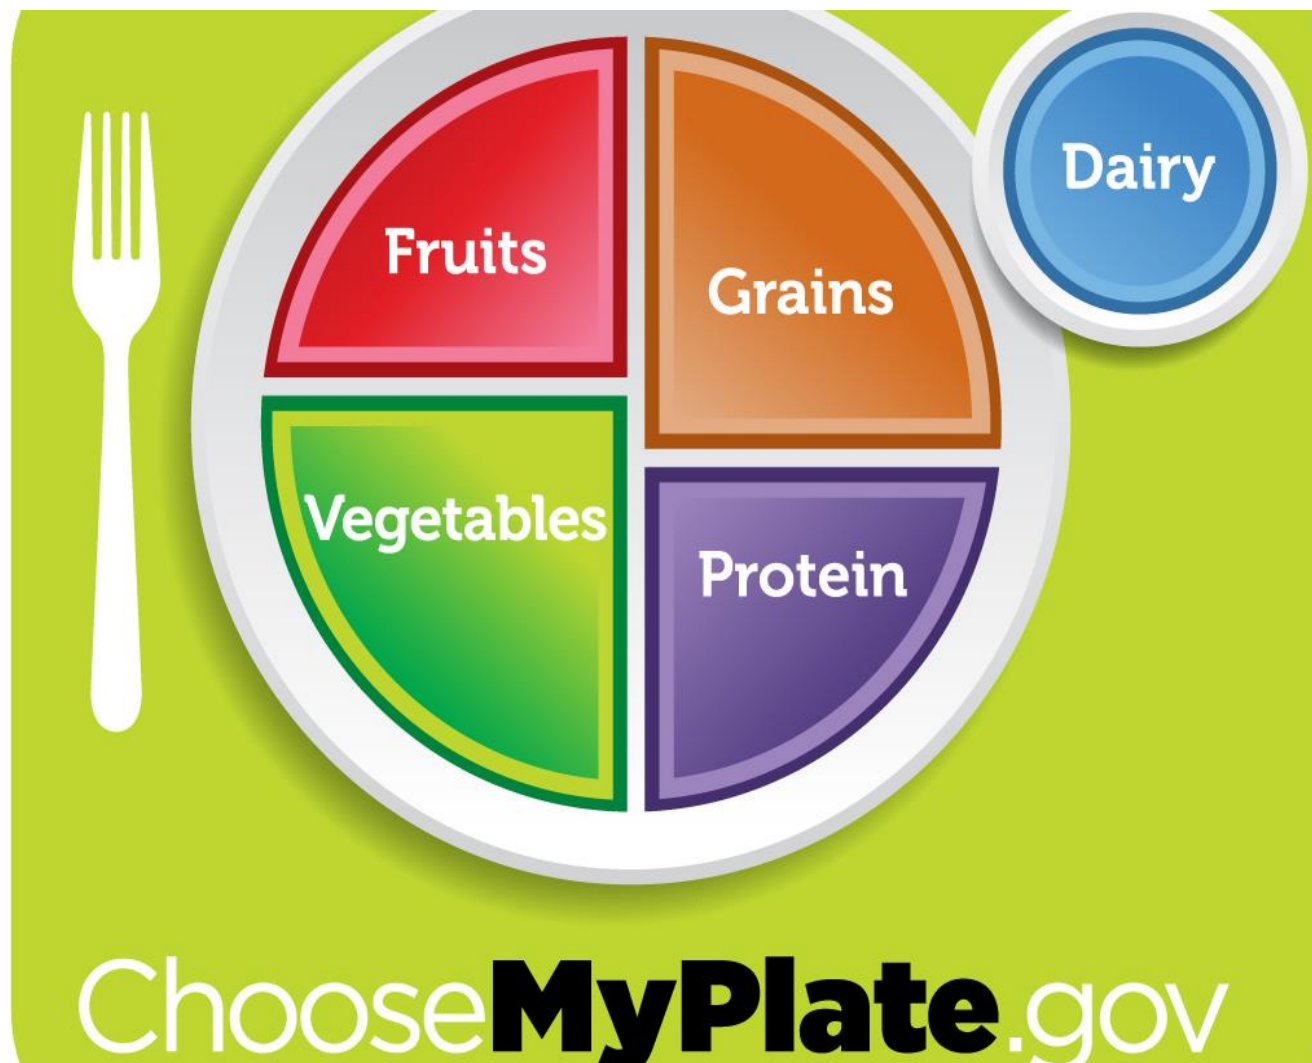 Fruits
Grains
Dairy
Vegetables
Protein
ChooseMyPlate.gov